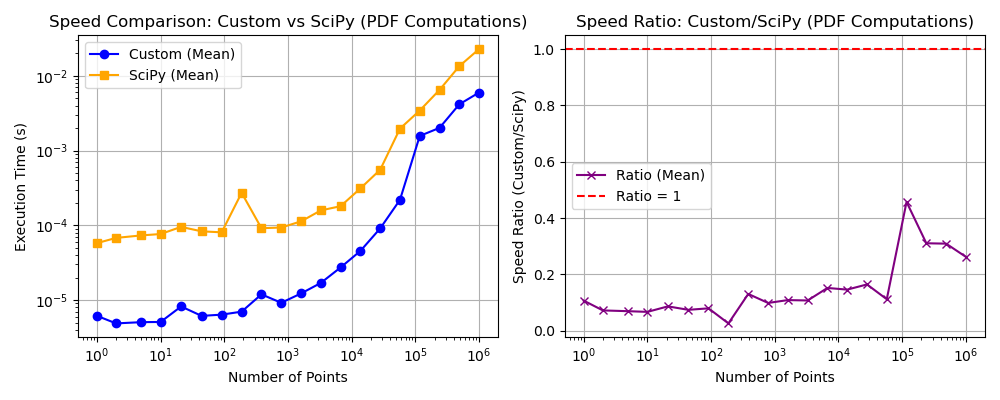 Speed Comparison: Custom vs SciPy (PDF Computations)
Custom (Mean)
SciPy (Mean)
Execution Time (s)
10⁻²
10⁻³
10⁻⁴
10⁻⁵
10⁰ 10¹ 10² 10³ 10⁴ 10⁵ 10⁶
Number of Points
Speed Ratio: Custom/SciPy (PDF Computations)
Speed Ratio (Custom/SciPy)
1.0
0.8
0.6
0.4
0.2
0.0
Ratio (Mean)
Ratio = 1
10⁰ 10¹ 10² 10³ 10⁴ 10⁵ 10⁶
Number of Points